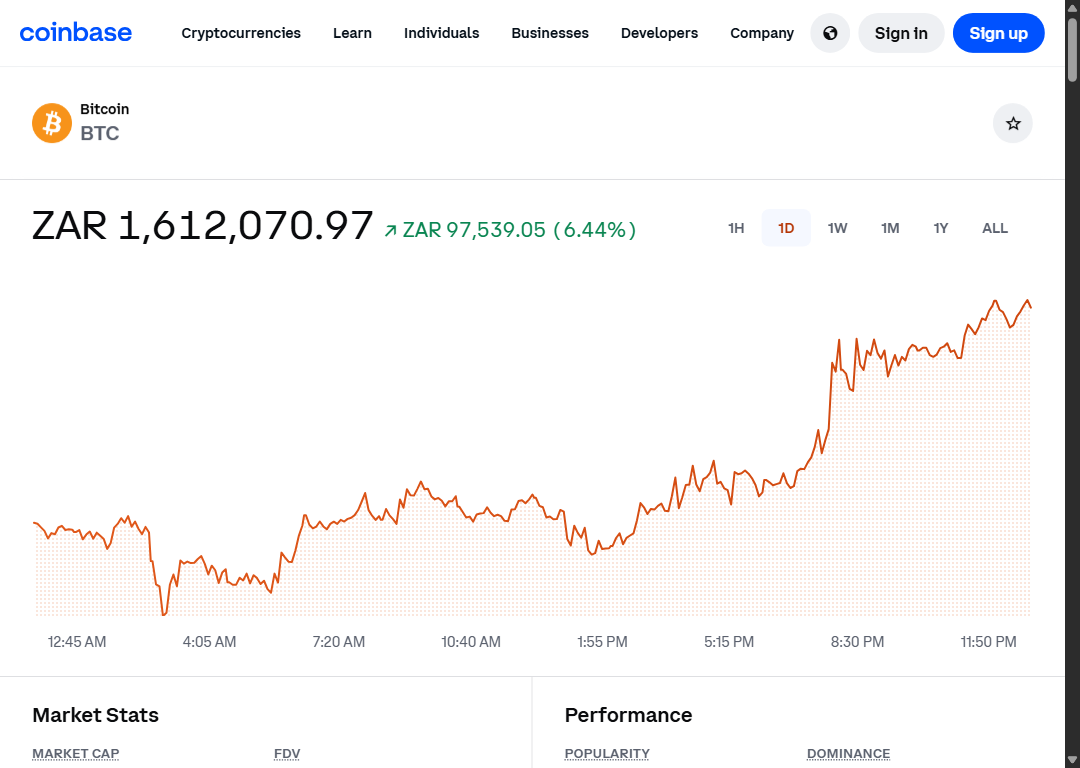 coinbase Cryptocurrencies Learn Individuals Businesses Developers Company Sign in Sign up
Bitcoin
BTC
ZAR 1,612,070.97 ↗ ZAR 97,539.05 (6.44%) 1H 1D 1W 1M 1Y ALL
12:45 AM 4:05 AM 7:20 AM 10:40 AM 1:55 PM 5:15 PM 8:30 PM 11:50 PM
Market Stats Performance
MARKET CAP FDV POPULARITY DOMINANCE